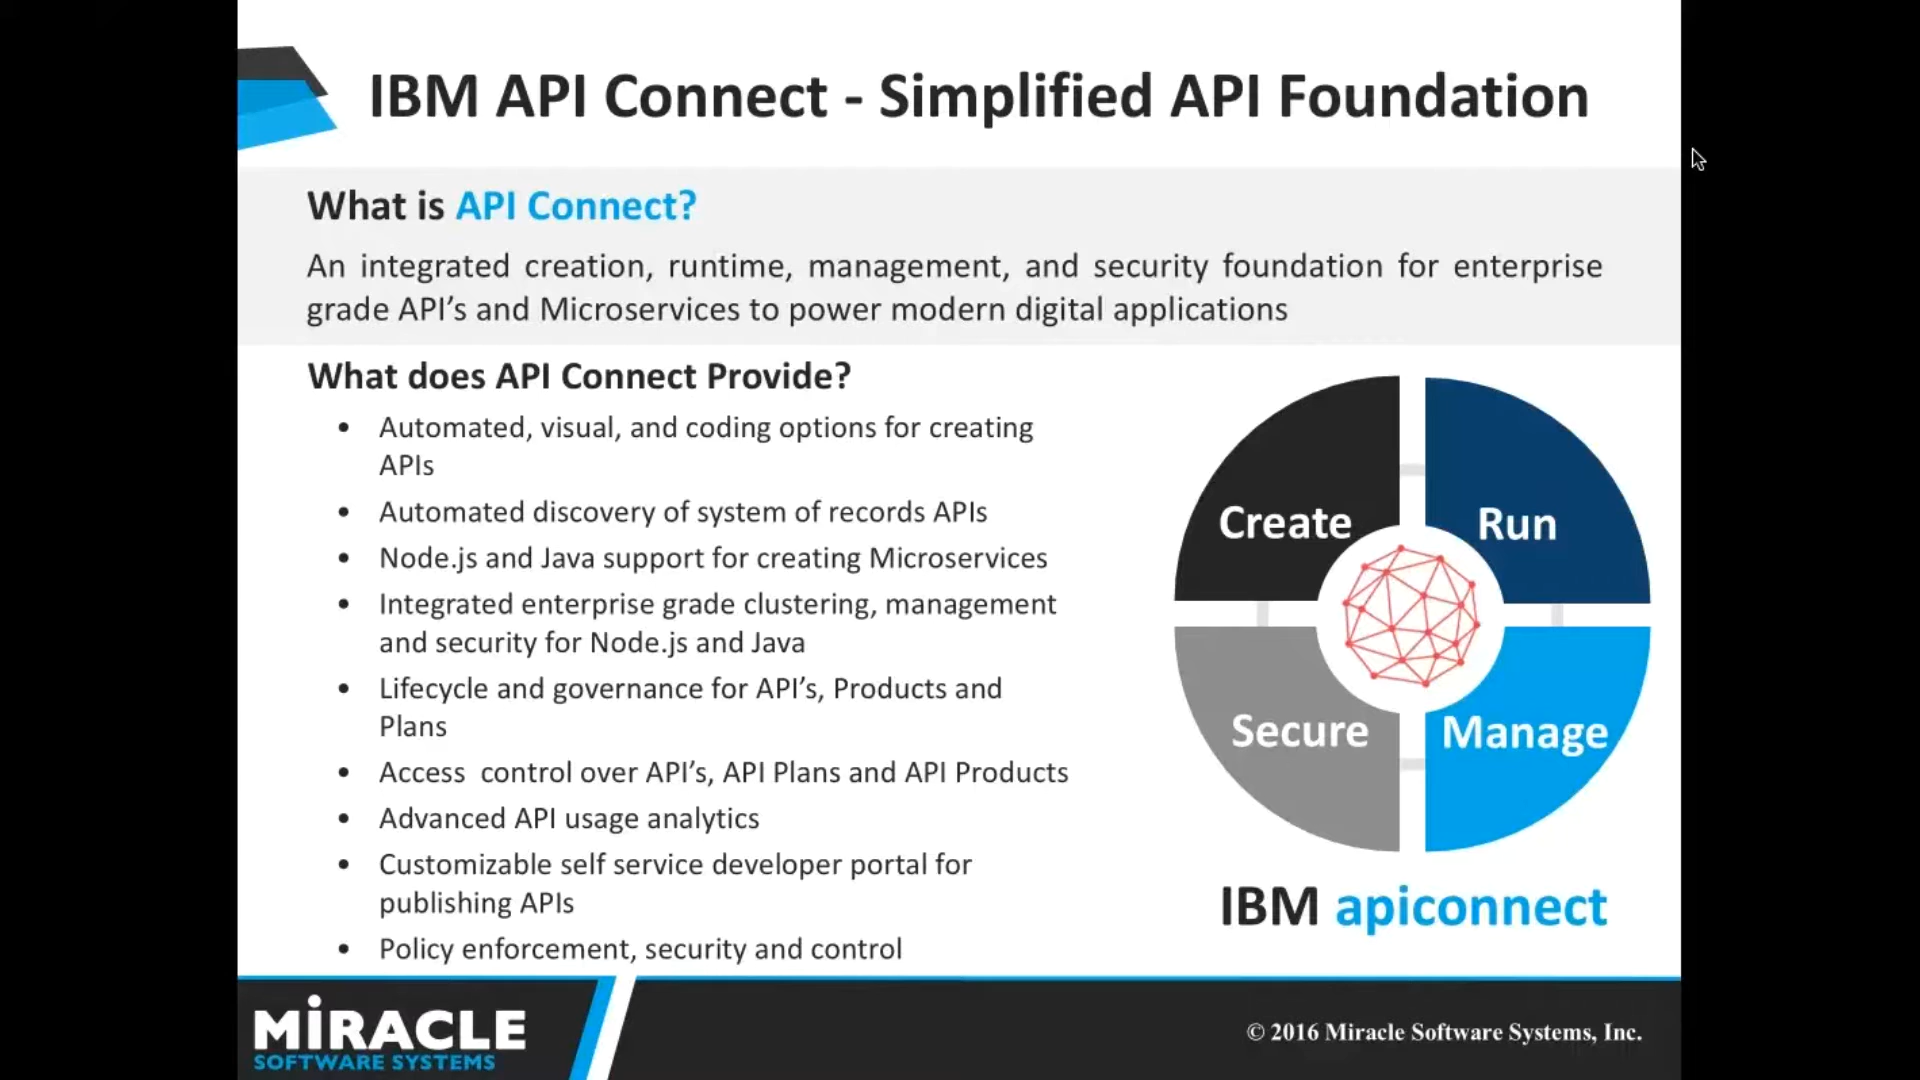 IBM API Connect - Simplified API Foundation
What is API Connect?
An integrated creation, runtime, management, and security foundation for enterprise
grade API’s and Microservices to power modern digital applications
What does API Connect Provide?
• Automated, visual, and coding options for creating
APIs
• Automated discovery of system of records APIs
• Node.js and Java support for creating Microservices
• Integrated enterprise grade clustering, management
and security for Node.js and Java
• Lifecycle and governance for API’s, Products and
Plans
• Access control over API’s, API Plans and API Products
• Advanced API usage analytics
• Customizable self service developer portal for
publishing APIs
• Policy enforcement, security and control
Create
Run
Secure
Manage
IBM apiconnect
MiRACLE
SOFTWARE SYSTEMS
© 2016 Miracle Software Systems, Inc.